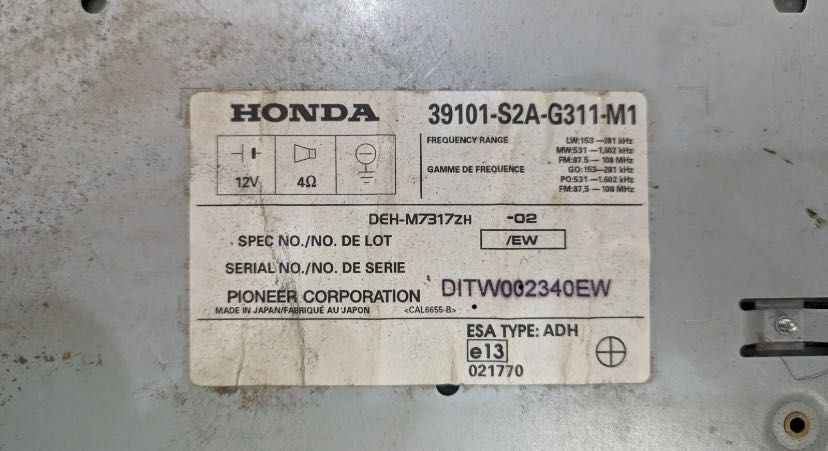 HONDA 39101-S2A-G311-M1
12V 4Ω
FREQUENCY RANGE LW:153—281 kHz
MW:531—1,602 kHz
FM:87.5—108 MHz
GAMME DE FREQUENCE GO:153—281 kHz
PO:531—1,602 kHz
FM:87,5—108 MHz
DEH-M7317ZH -02
SPEC NO./NO. DE LOT /EW
SERIAL NO./NO. DE SERIE
PIONEER CORPORATION DITW002340EW
MADE IN JAPAN/FABRIQUÉ AU JAPON <CAL6655-B>
ESA TYPE: ADH
e13
021770